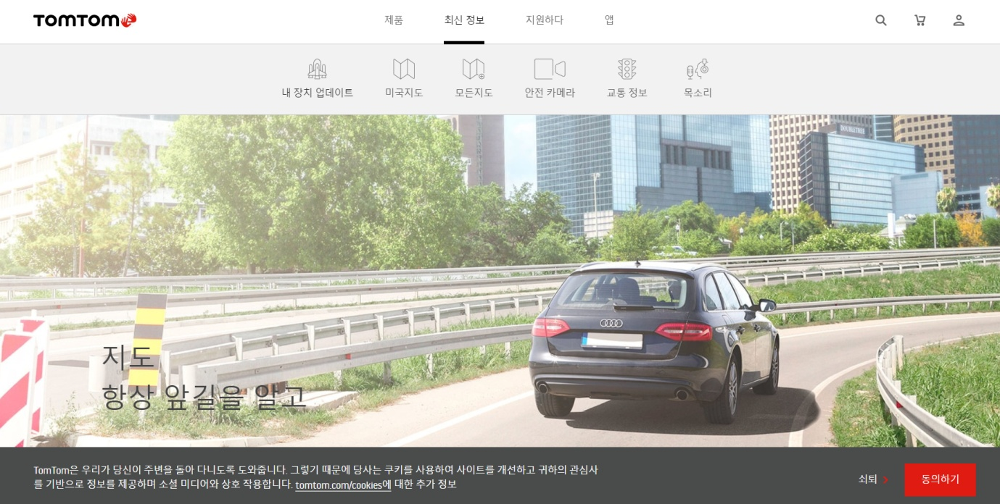 TOMTOM
제품 최신 정보 지원하다 앱
내 장치 업데이트 미국지도 모든지도 안전 카메라 교통 정보 목소리
DOUBLETREE
지도
항상 앞길을 알고
TomTom은 우리가 당신이 주변을 돌아 다니도록 도와줍니다. 그렇기 때문에 당사는 쿠키를 사용하여 사이트를 개선하고 귀하의 관심사
를 기반으로 정보를 제공하며 소셜 미디어와 상호 작용합니다. tomtom.com/cookies에 대한 추가 정보
쇠퇴
동의하기